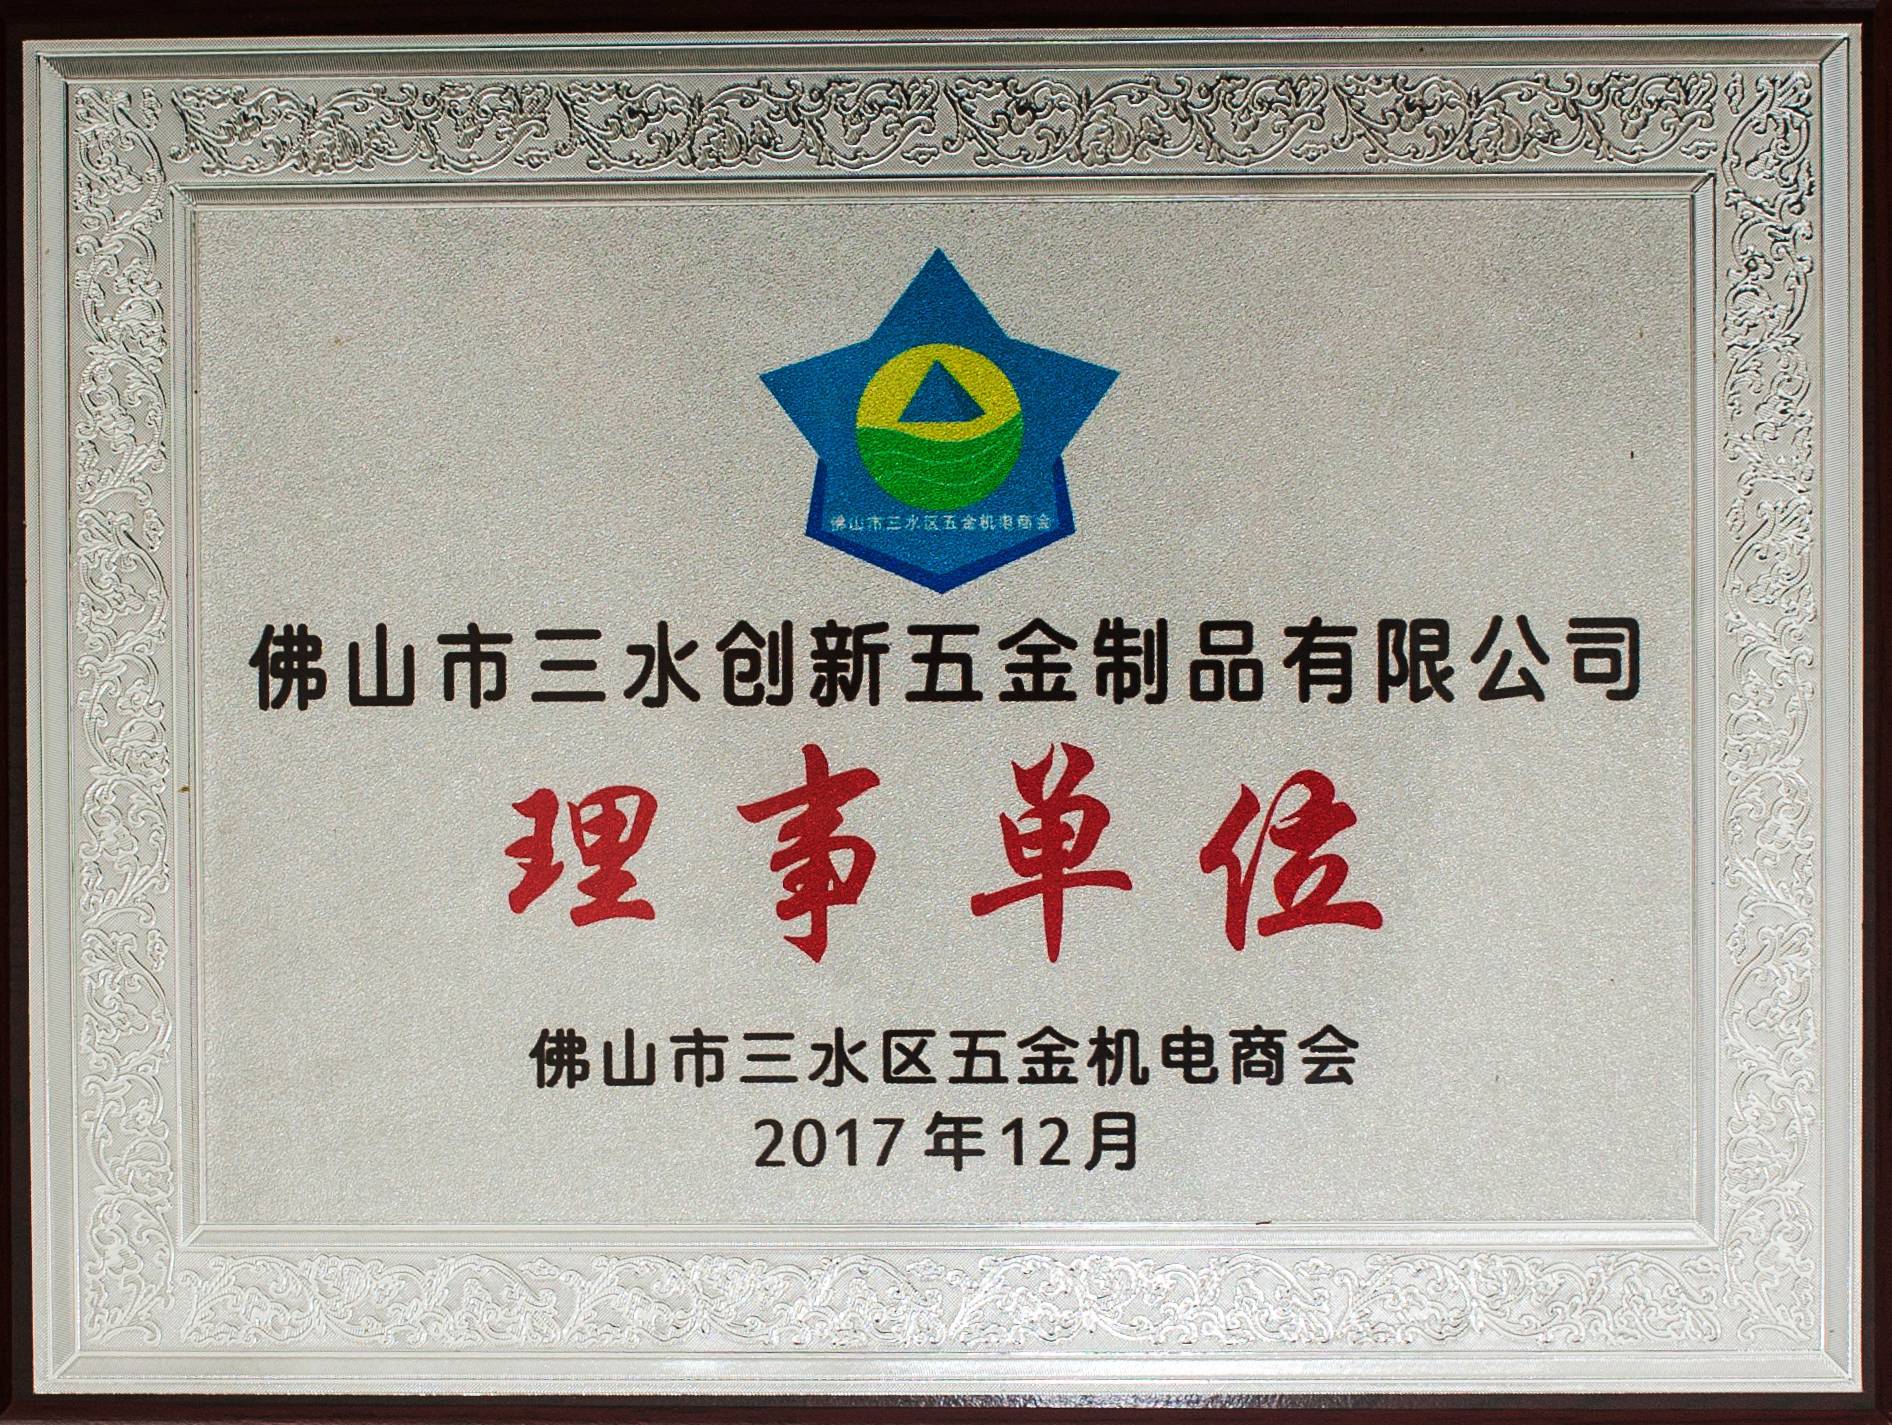 佛山市三水区五金机电商会
佛山市三水创新五金制品有限公司
理事单位
佛山市三水区五金机电商会
2017年12月